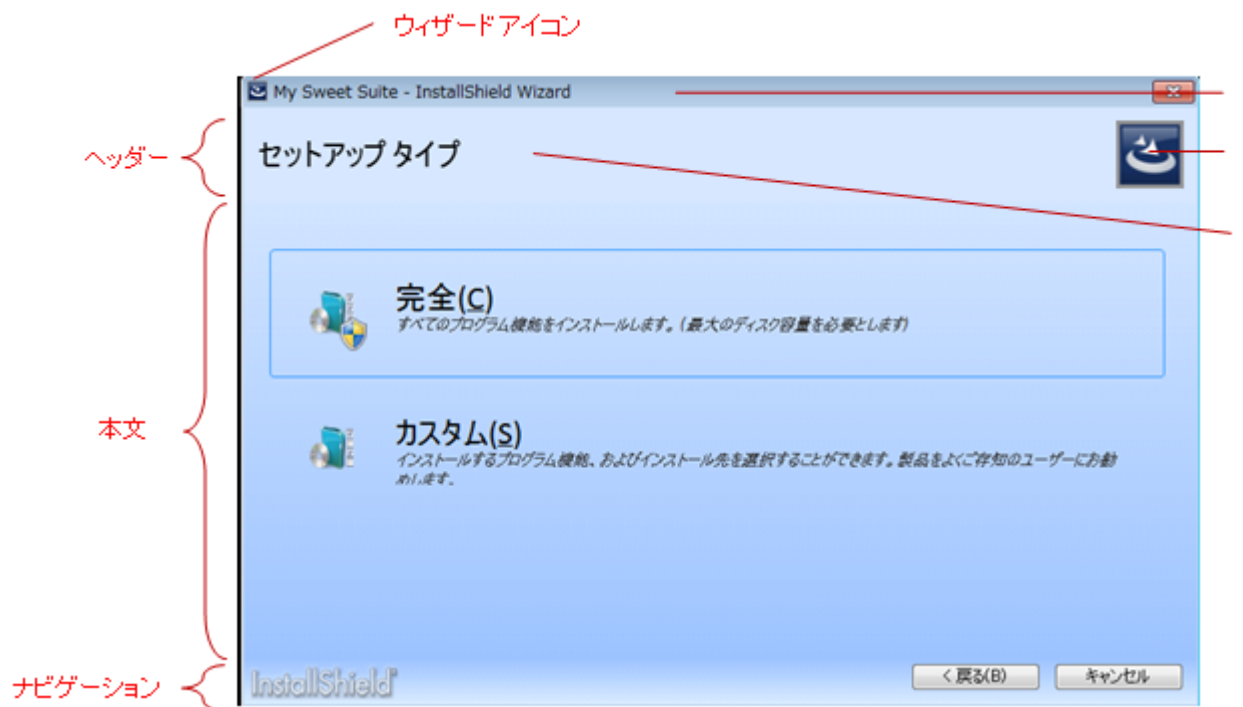 ウィザード アイコン
My Sweet Suite - InstallShield Wizard
ヘッダー
セットアップ タイプ
完全(C)
すべてのプログラム機能をインストールします。(最大のディスク容量を必要とします)
本文
カスタム(S)
インストールするプログラム機能、およびインストール先を選択することができます。製品をよくご存知のユーザーにお勧
めします。
ナビゲーション
InstallShield
< 戻る(B)
キャンセル